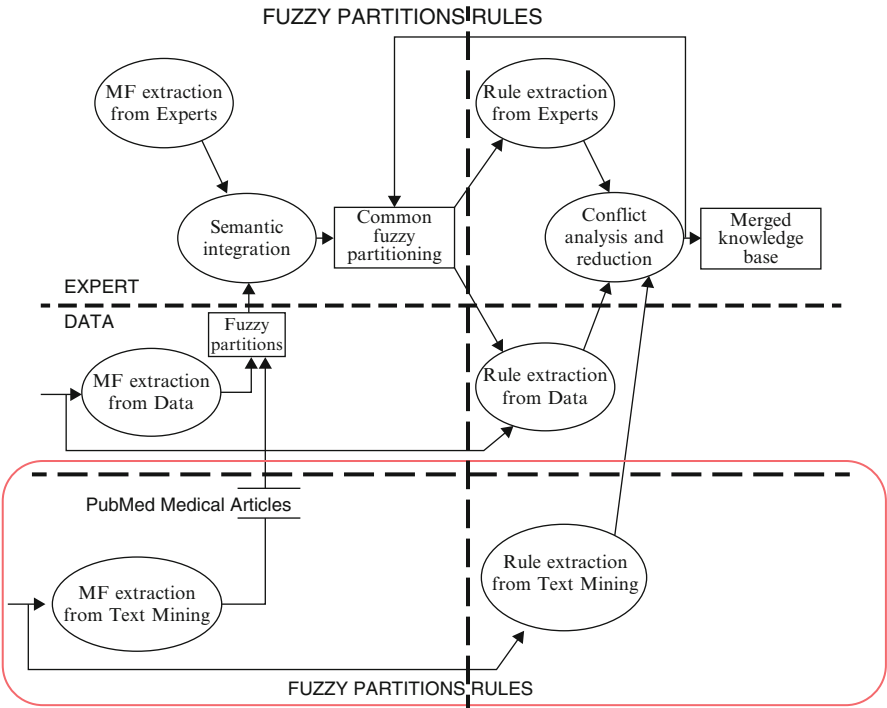 FUZZY PARTITIONS RULES
MF extraction
from Experts
Rule extraction
from Experts
Semantic
integration
Common
fuzzy
partitioning
Conflict
analysis and
reduction
Merged
knowledge
base
EXPERT
DATA
Fuzzy
partitions
MF extraction
from Data
Rule extraction
from Data
PubMed Medical Articles
MF extraction
from Text Mining
Rule extraction
from Text Mining
FUZZY PARTITIONS RULES